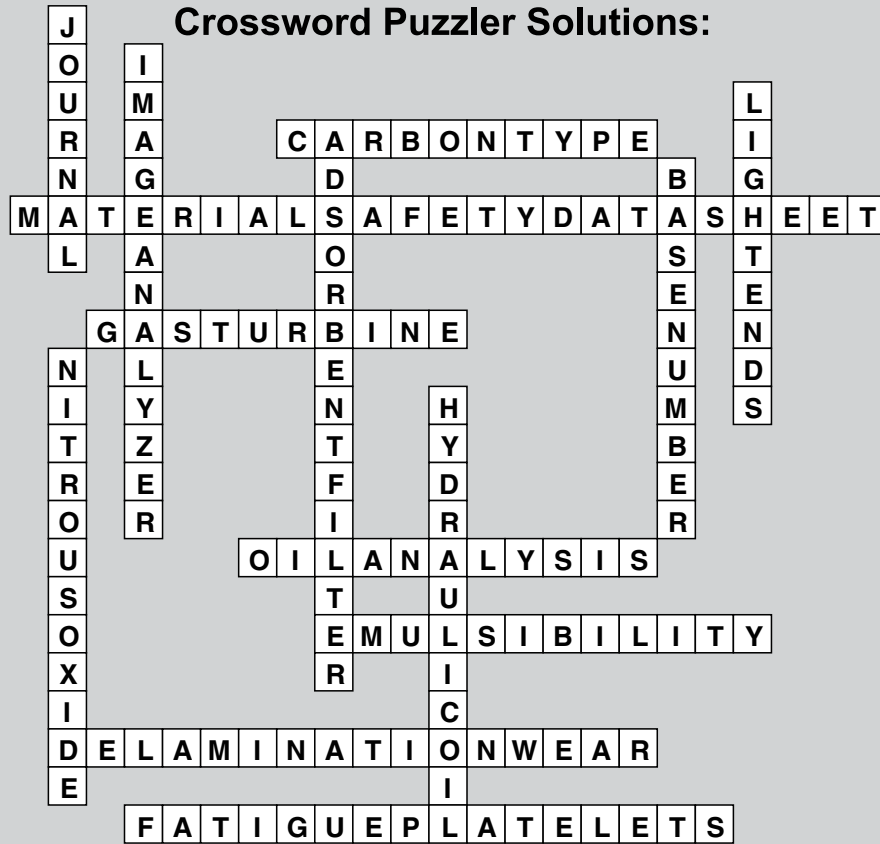 Crossword Puzzler Solutions:
JOURNAL
IMAGEANALYZER
LIGHTENDS
CARBONTYPE
ADSORBENTFILTER
BASENUMBER
MATERIALSAFETYDATASHEET
GASTURBINE
NITROUSOXIDE
HYDRAULICOIL
OILANALYSIS
EMULSIBILITY
DELAMINATIONWEAR
FATIGUEPLATELETS